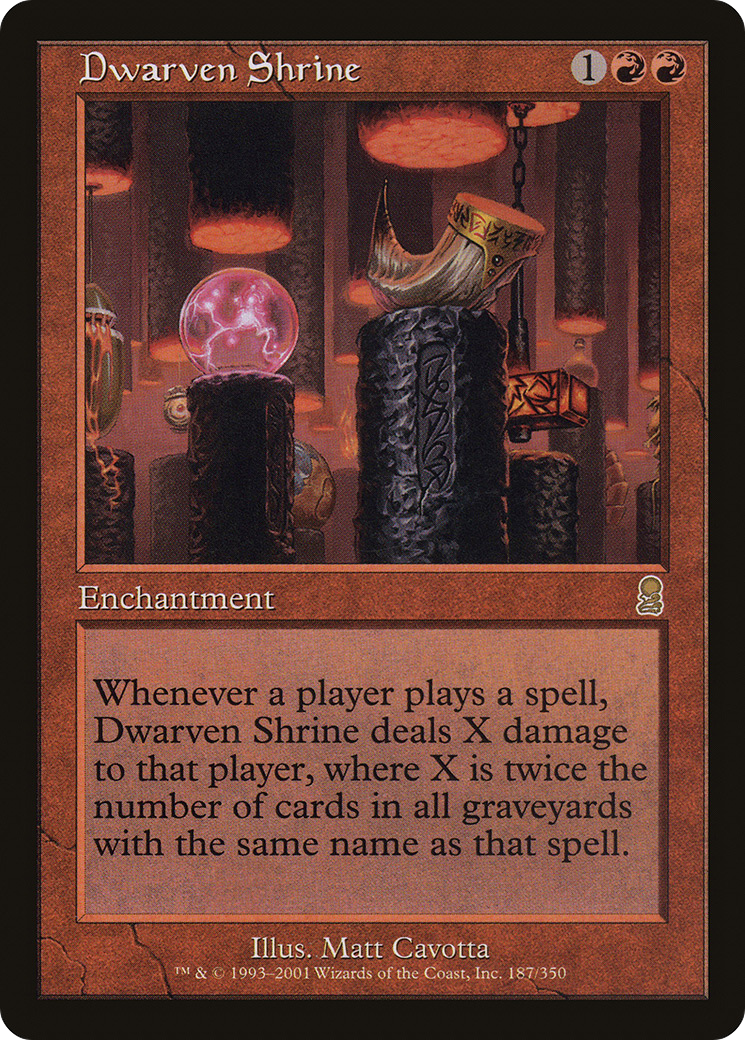 Dwarven Shrine 1
Enchantment
Whenever a player plays a spell,
Dwarven Shrine deals X damage
to that player, where X is twice the
number of cards in all graveyards
with the same name as that spell.
Illus. Matt Cavotta
™ & © 1993–2001 Wizards of the Coast, Inc. 187/350